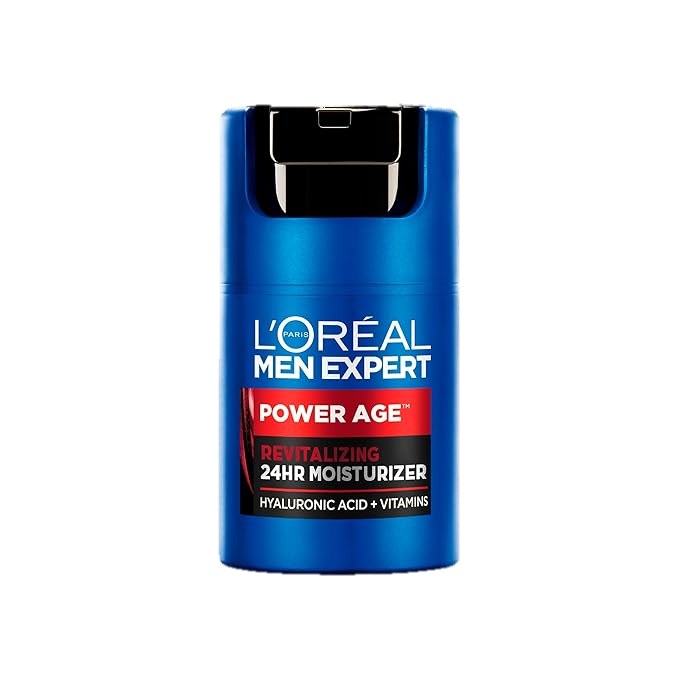 L'ORÉAL
PARIS
MEN EXPERT
POWER AGE™
REVITALIZING
24HR MOISTURIZER
HYALURONIC ACID + VITAMINS